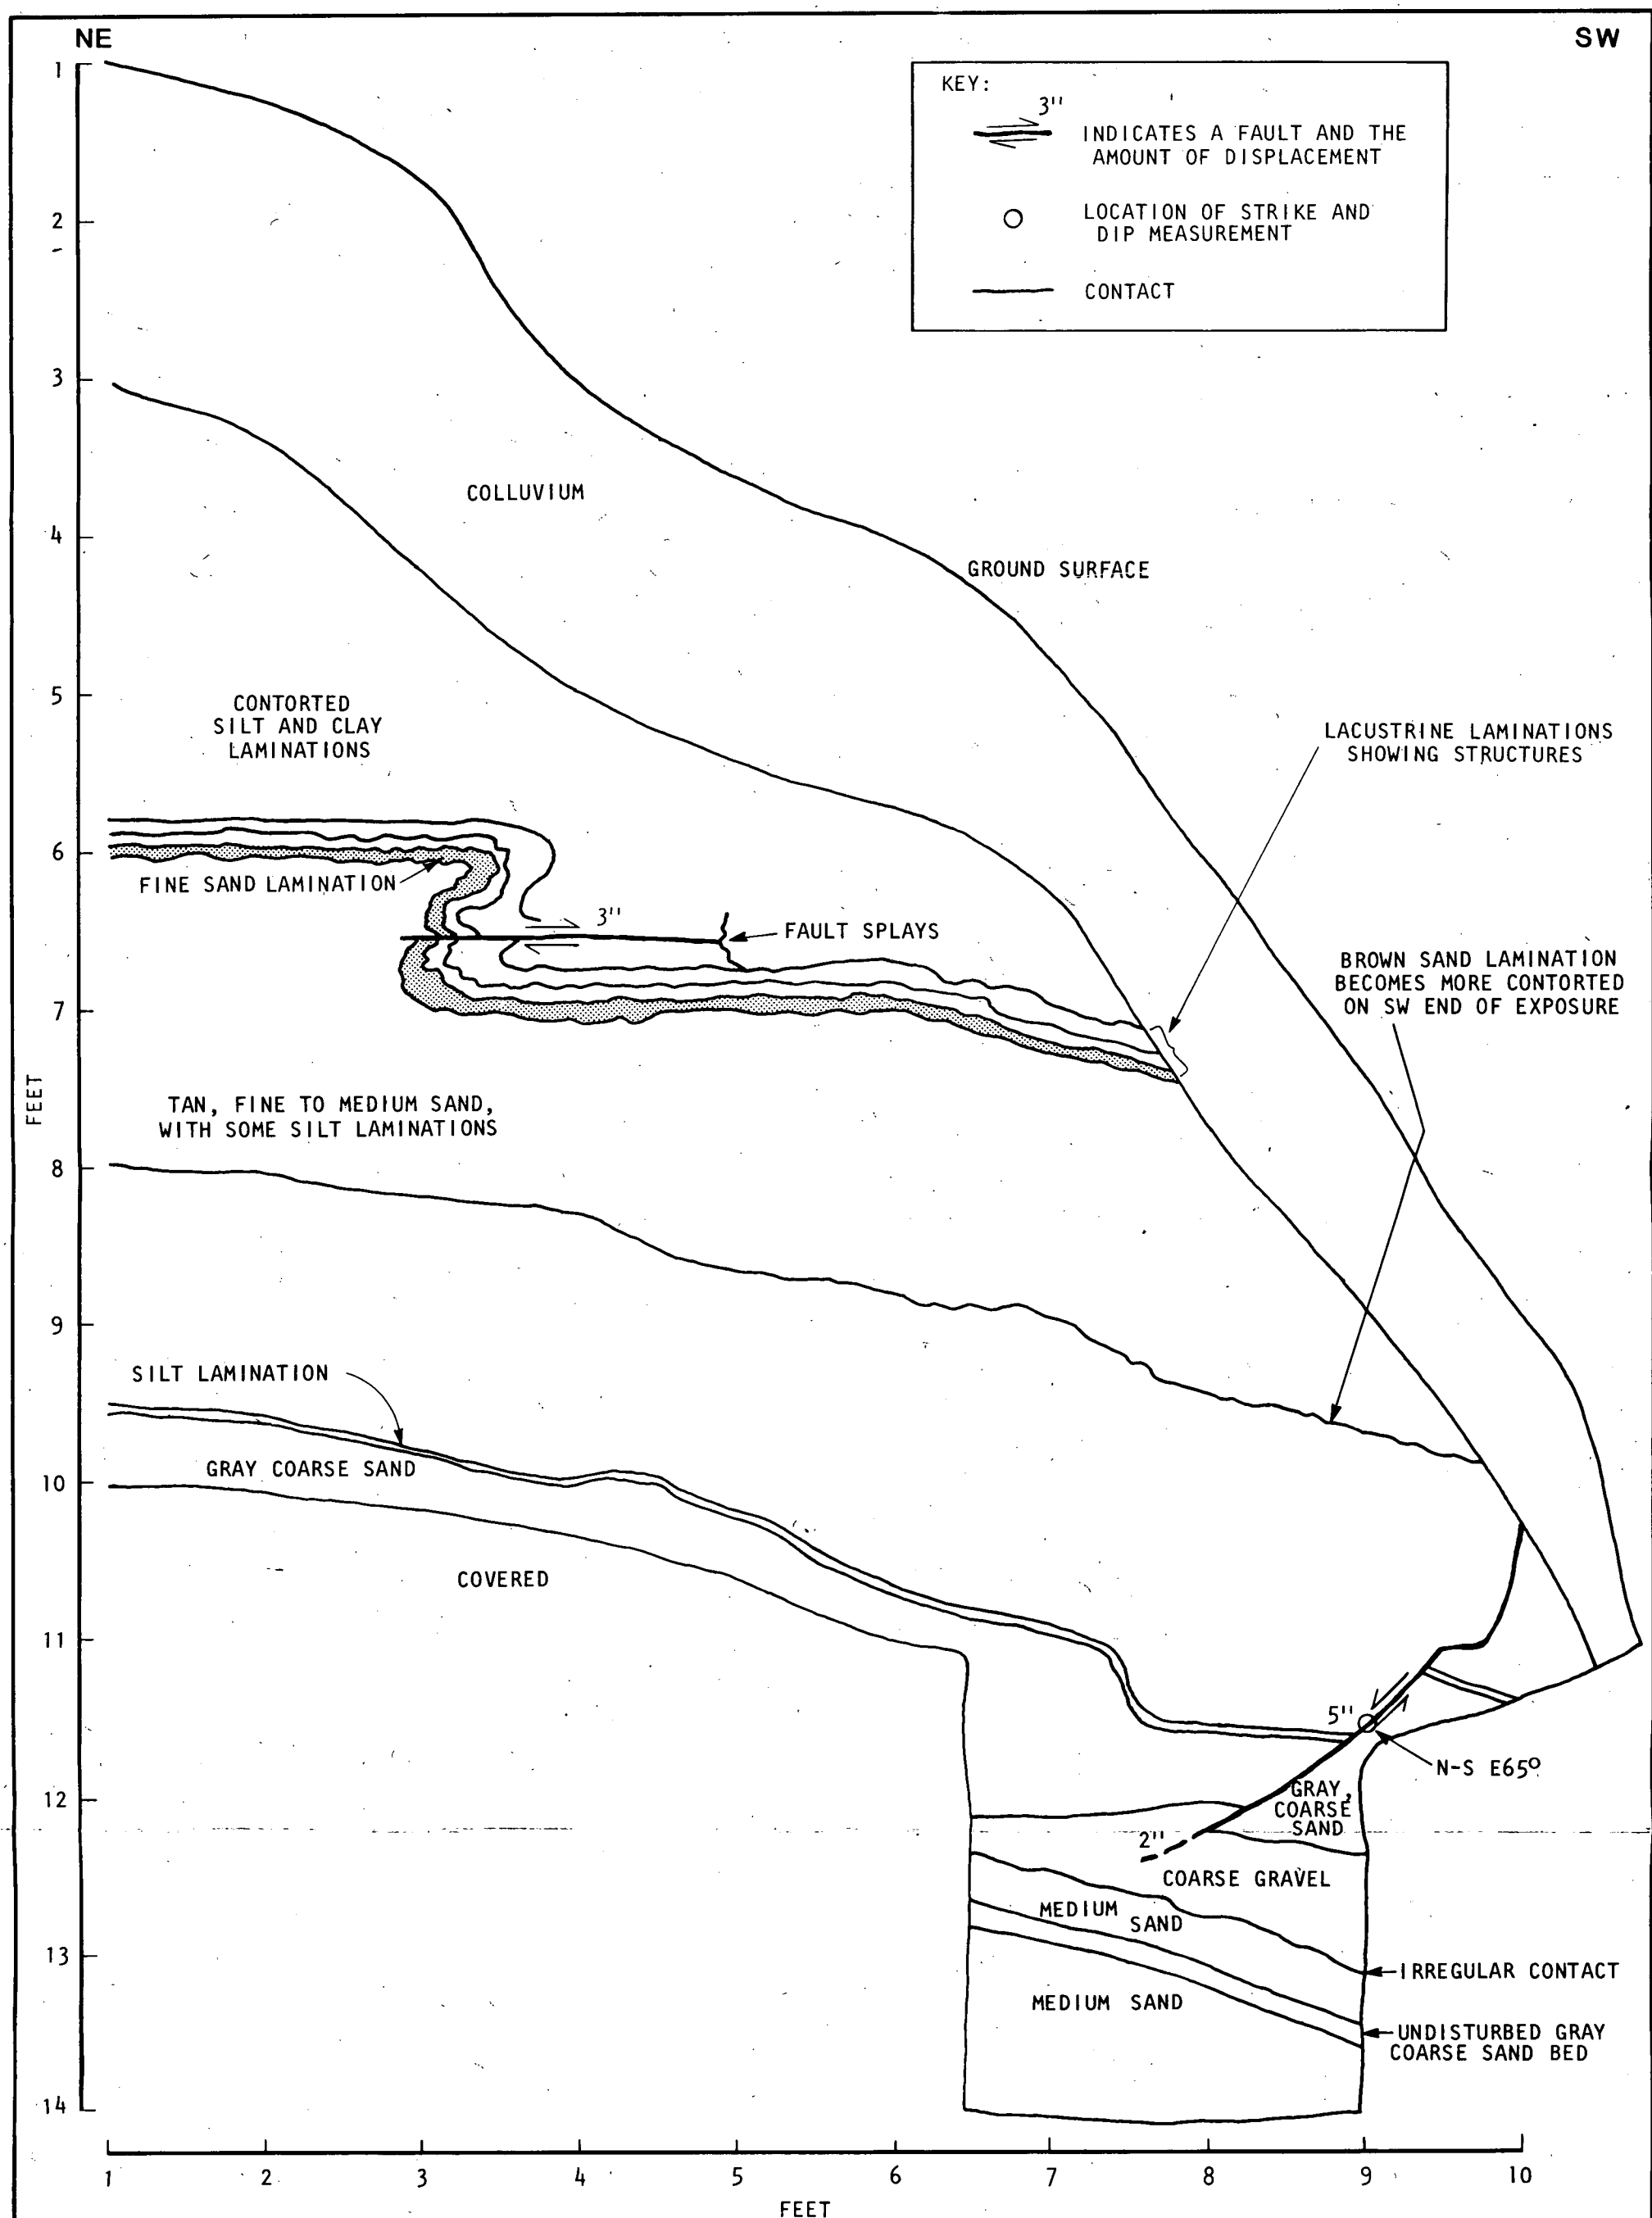 NE
SW
KEY:
3"
INDICATES A FAULT AND THE
AMOUNT OF DISPLACEMENT
LOCATION OF STRIKE AND
DIP MEASUREMENT
CONTACT
1
2
3
4
5
6
7
8
9
10
11
12
13
14
FEET
COLLUVIUM
GROUND SURFACE
CONTORTED
SILT AND CLAY
LAMINATIONS
LACUSTRINE LAMINATIONS
SHOWING STRUCTURES
FINE SAND LAMINATION
3"
FAULT SPLAYS
BROWN SAND LAMINATION
BECOMES MORE CONTORTED
ON SW END OF EXPOSURE
TAN, FINE TO MEDIUM SAND,
WITH SOME SILT LAMINATIONS
SILT LAMINATION
GRAY COARSE SAND
COVERED
5"
N-S E65°
GRAY,
COARSE
SAND
2"
COARSE GRAVEL
MEDIUM
SAND
IRREGULAR CONTACT
MEDIUM SAND
UNDISTURBED GRAY
COARSE SAND BED
1 2 3 4 5 6 7 8 9 10
FEET